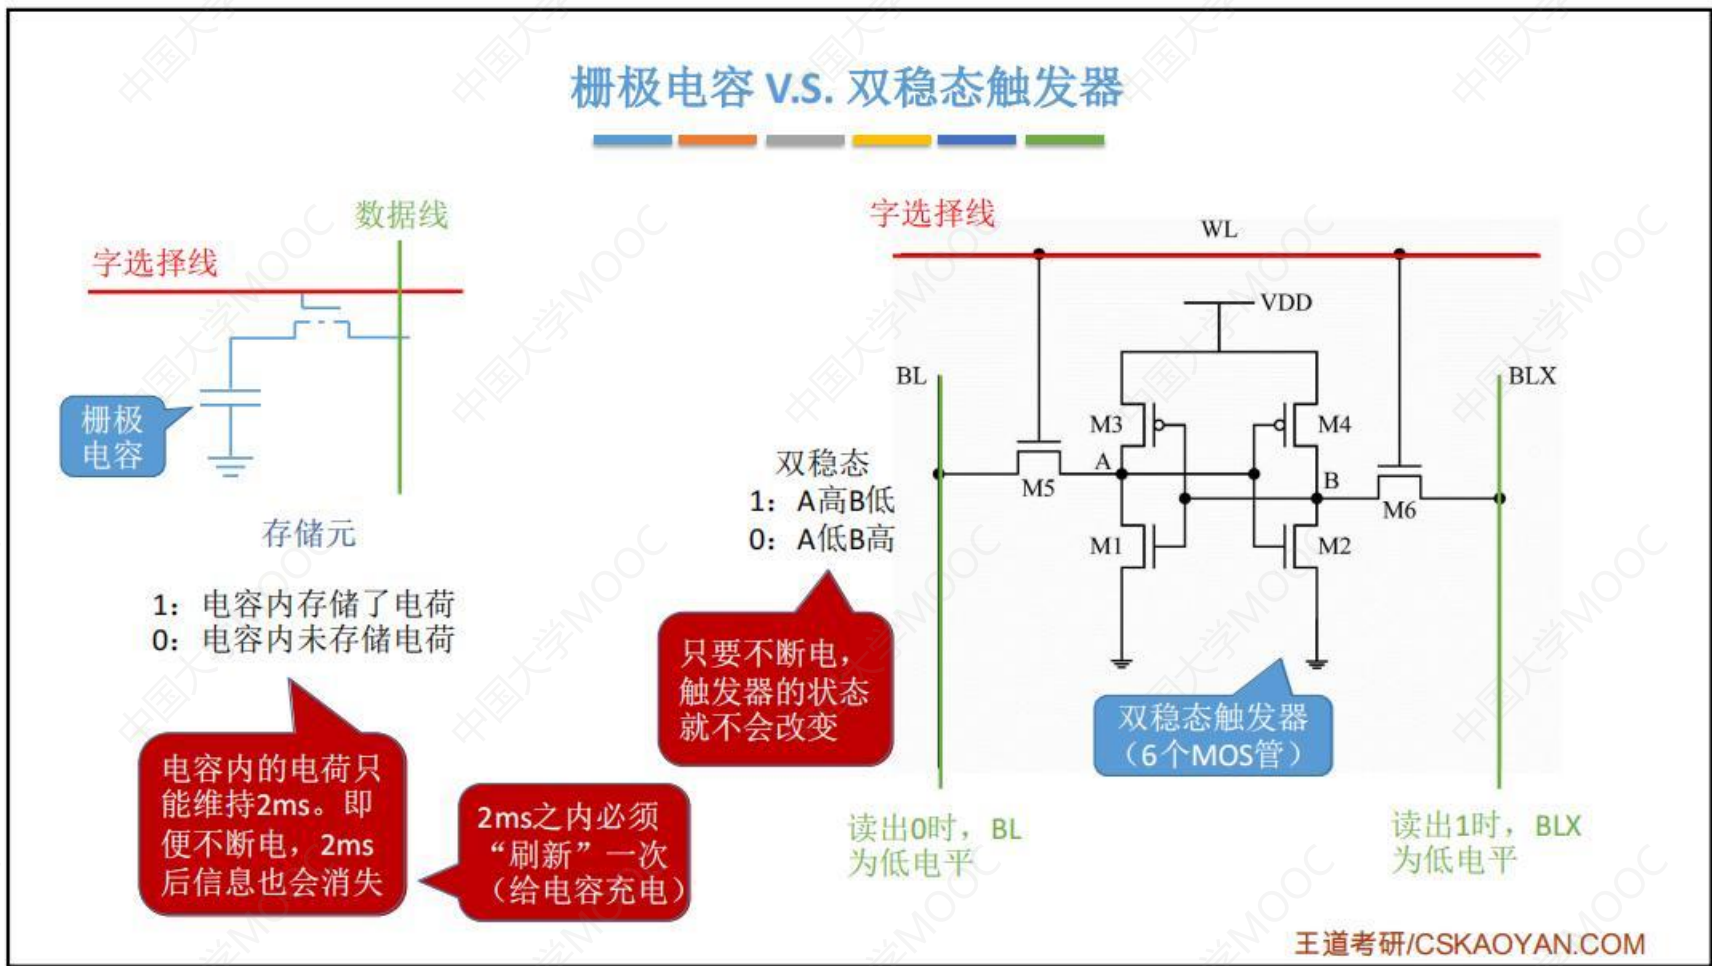 栅极电容 V.S. 双稳态触发器
数据线
字选择线
栅极
电容
存储元
1：电容内存储了电荷
0：电容内未存储电荷
电容内的电荷只
能维持2ms。即
便不断电，2ms
后信息也会消失
2ms之内必须
“刷新”一次
（给电容充电）
字选择线
WL
VDD
BL
BLX
M3
M4
A
B
M5
M6
M1
M2
双稳态
1：A高B低
0：A低B高
只要不断电，
触发器的状态
就不会改变
双稳态触发器
（6个MOS管）
读出0时，BL
为低电平
读出1时，BLX
为低电平
王道考研/CSKAOYAN.COM
中国大学MOOC